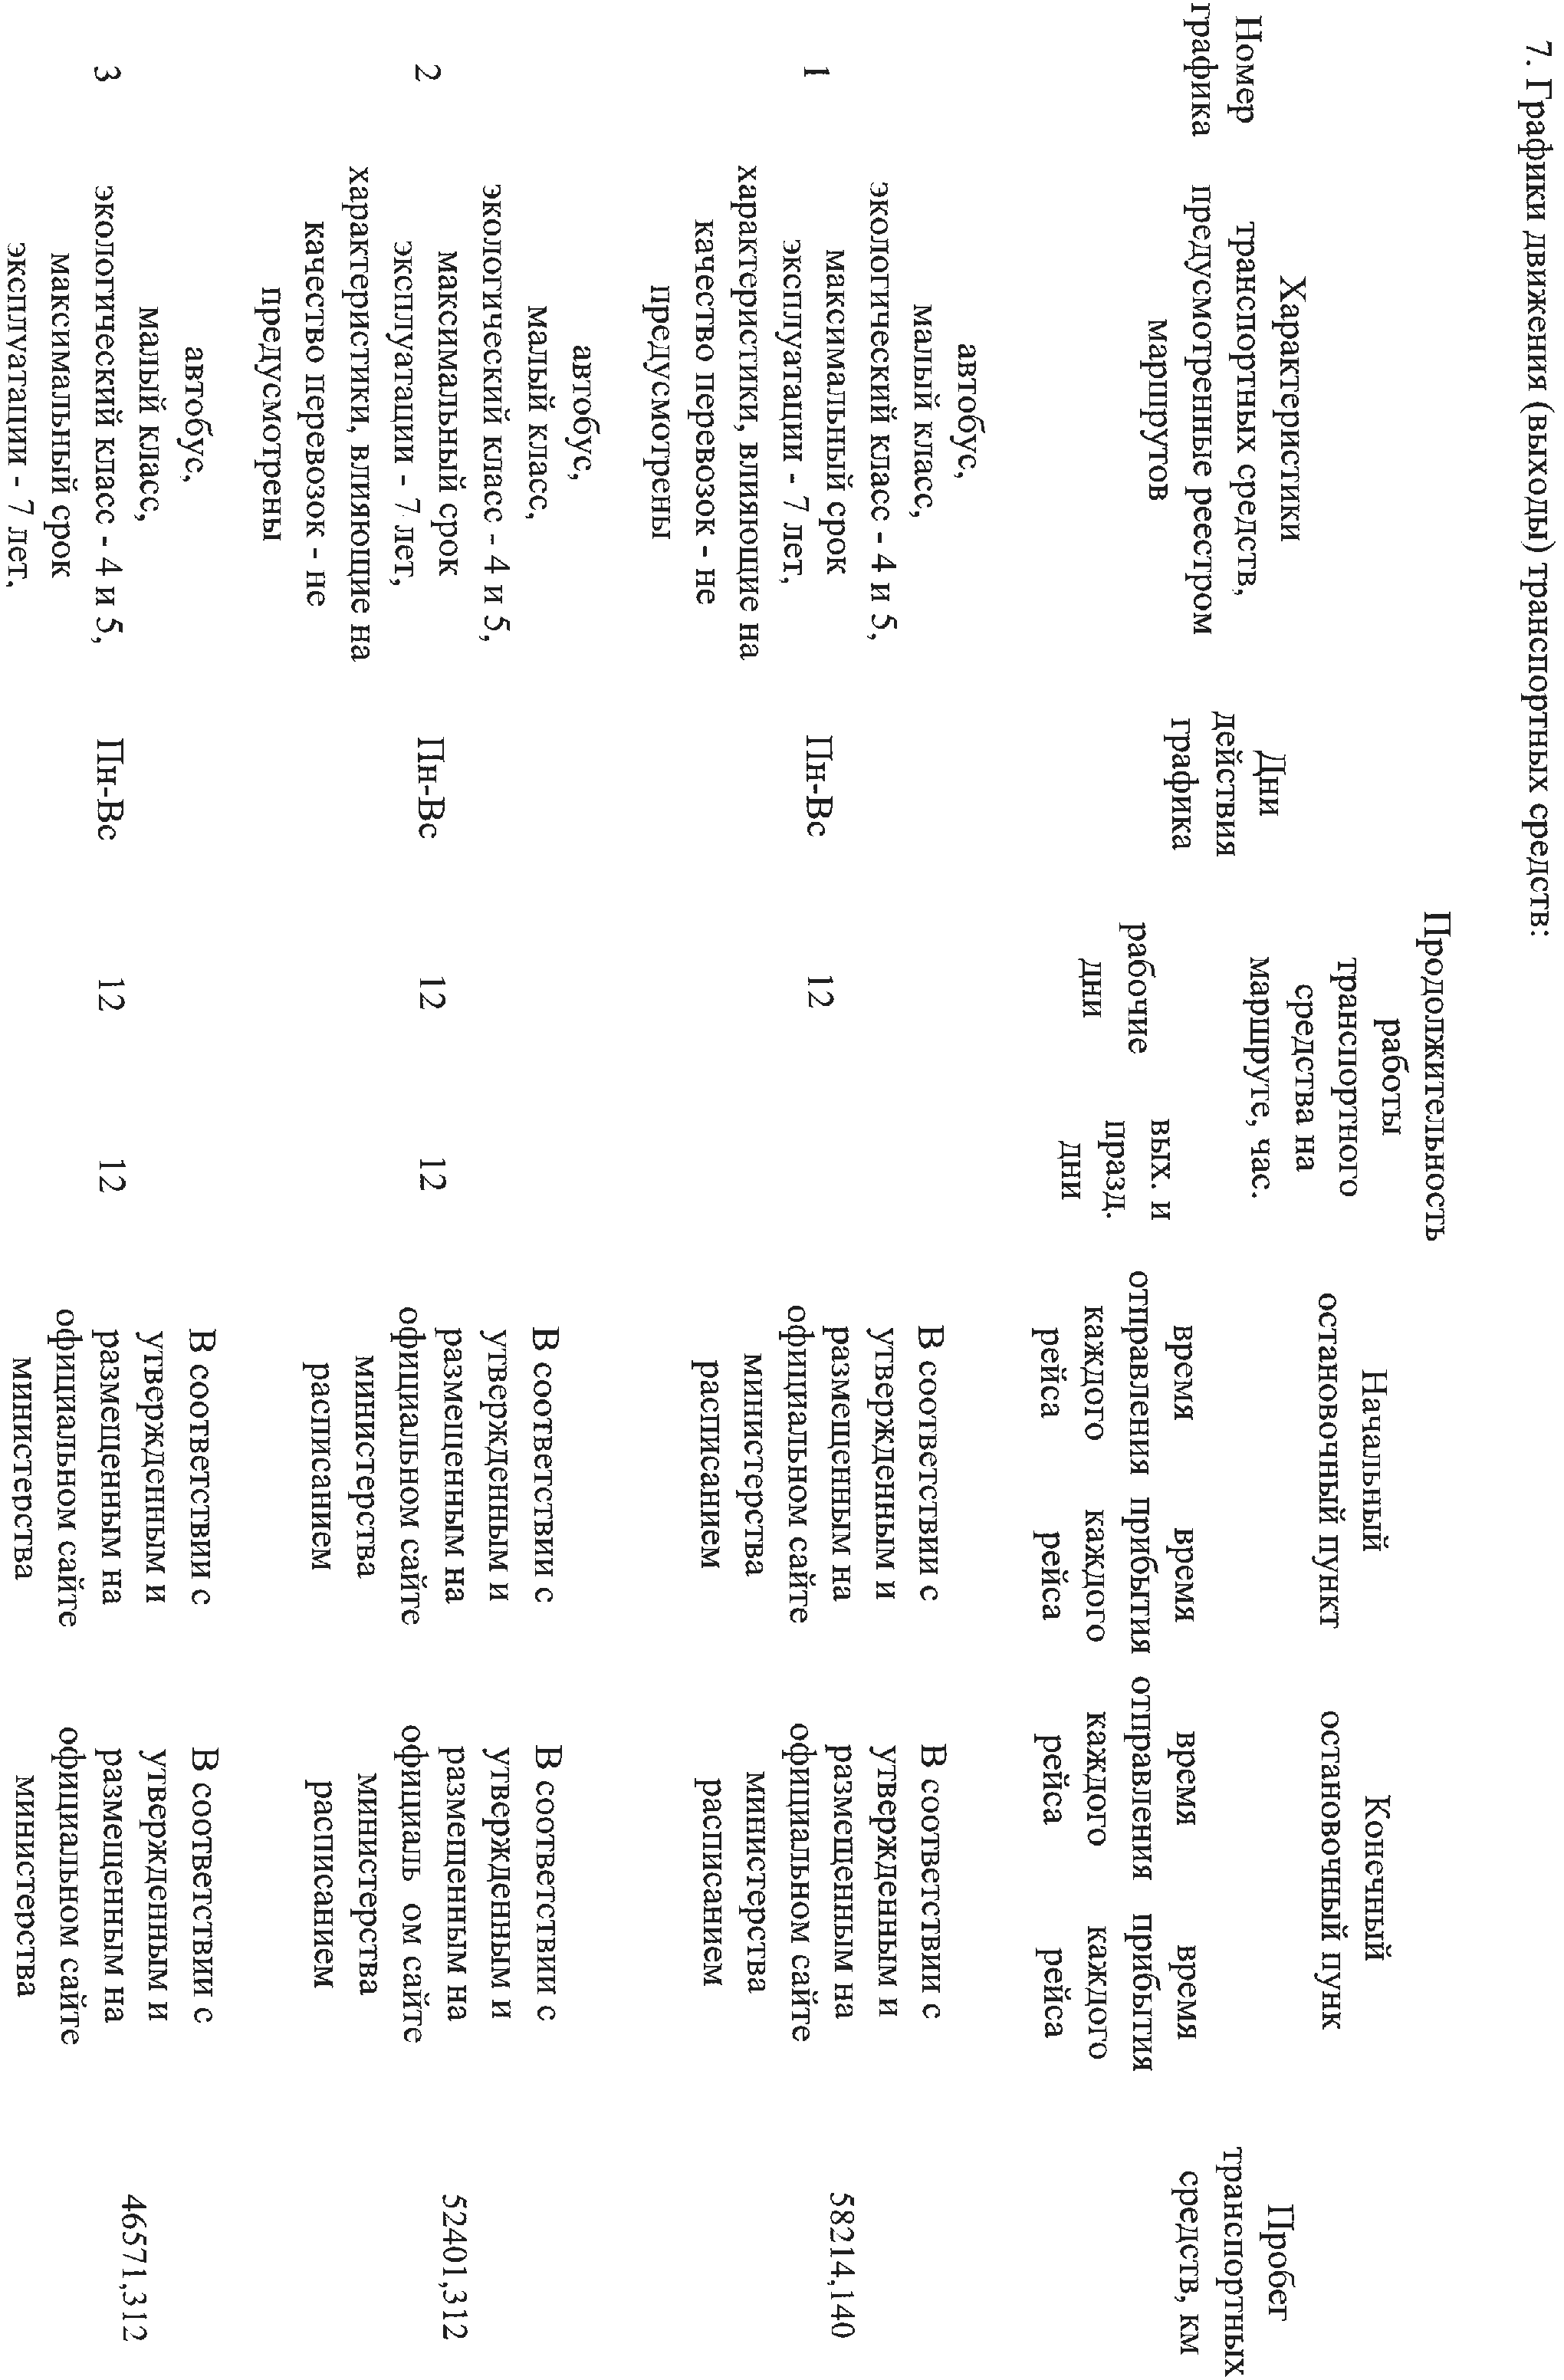 7. Графики движения (выходы) транспортных средств:
Номер
графика
Характеристики
транспортных средств,
предусмотренные реестром
маршрутов
Дни
действия
графика
Продолжительность
работы
транспортного
средства на
маршруте, час.
рабочие
дни
вых. и
празд.
дни
Начальный
остановочный пункт
время
отправления
каждого
рейса
время
прибытия
каждого
рейса
Конечный
остановочный пунк
время
отправления
каждого
рейса
время
прибытия
каждого
рейса
Пробег
транспортных
средств, км
1
автобус,
малый класс,
экологический класс - 4 и 5,
максимальный срок
эксплуатации - 7 лет,
характеристики, влияющие на
качество перевозок - не
предусмотрены
Пн-Вс
12
В соответствии с
утвержденным и
размещенным на
официальном сайте
министерства
расписанием
В соответствии с
утвержденным и
размещенным на
официальном сайте
министерства
расписанием
58214,140
2
автобус,
малый класс,
экологический класс - 4 и 5,
максимальный срок
эксплуатации - 7 лет,
характеристики, влияющие на
качество перевозок - не
предусмотрены
Пн-Вс
12
12
В соответствии с
утвержденным и
размещенным на
официальном сайте
министерства
расписанием
В соответствии с
утвержденным и
размещенным на
официаль ом сайте
министерства
расписанием
52401,312
3
автобус,
малый класс,
экологический класс - 4 и 5,
максимальный срок
эксплуатации - 7 лет,
Пн-Вс
12
12
В соответствии с
утвержденным и
размещенным на
официальном сайте
министерства
В соответствии с
утвержденным и
размещенным на
официальном сайте
министерства
46571,312